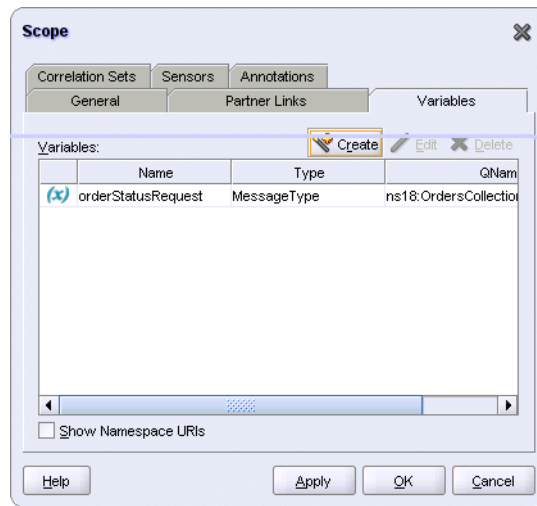 Scope
Correlation Sets Sensors Annotations
General Partner Links Variables
Variables: Create Edit Delete
Name Type QNam
(x) orderStatusRequest MessageType ns18:OrdersCollection
Show Namespace URIs
Help Apply OK Cancel